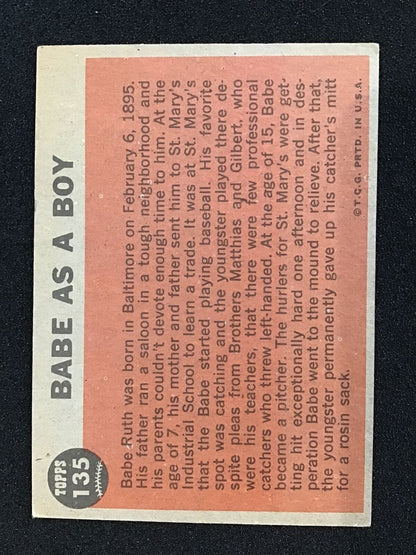 TOPPS
135
BABE AS A BOY
Babe Ruth was born in Baltimore on February 6, 1895.
His father ran a saloon in a tough neighborhood and
his parents couldn't devote enough time to him. At the
age of 7, his mother and father sent him to St. Mary's
Industrial School to learn a trade. It was at St. Mary's
that the Babe started playing baseball. His favorite
spot was catching and the youngster played there de-
spite pleas from Brothers Matthias and Gilbert, who
were his teachers, that there were few professional
catchers who threw left-handed. At the age of 15, Babe
became a pitcher. The hurlers for St. Mary's were get-
ting hit exceptionally hard one afternoon and in des-
peration Babe went to the mound to relieve. After that,
the youngster permanently gave up his catcher's mitt
for a rosin sack.
©T.C.G. PRTD. IN U.S.A.